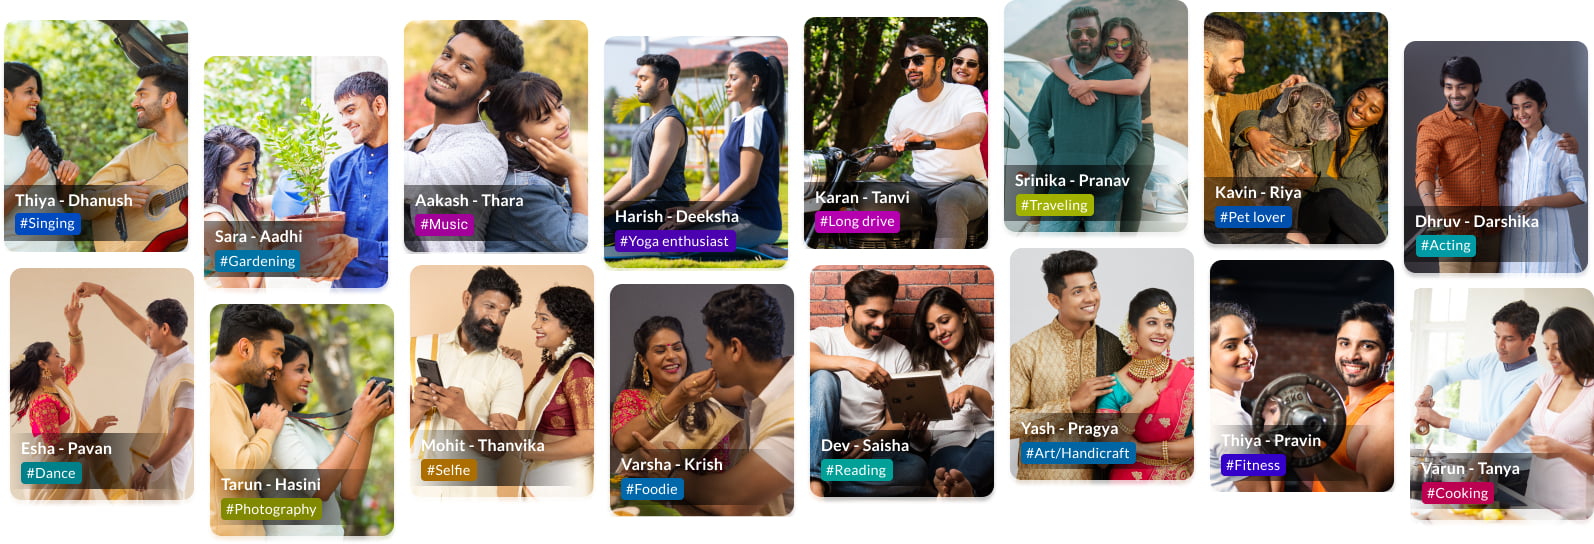 Thiya - Dhanush
#Singing
Sara - Aadhi
#Gardening
Aakash - Thara
#Music
Harish - Deeksha
#Yoga enthusiast
Karan - Tanvi
#Long drive
Srinika - Pranav
#Traveling
Kavin - Riya
#Pet lover
Dhruv - Darshika
#Acting
Esha - Pavan
#Dance
Tarun - Hasini
#Photography
Mohit - Thanvika
#Selfie
Varsha - Krish
#Foodie
Dev - Saisha
#Reading
Yash - Pragya
#Art/Handicraft
5KG
Thiya - Pravin
#Fitness
Varun - Tanya
#Cooking